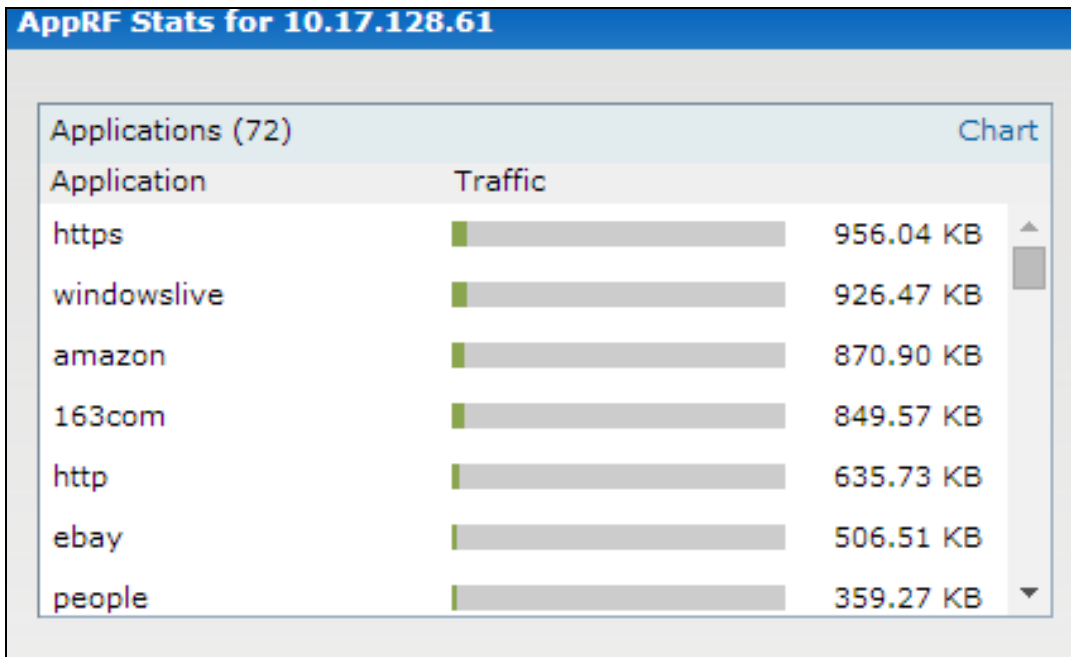 AppRF Stats for 10.17.128.61
Applications (72) Chart
Application Traffic
https 956.04 KB
windowslive 926.47 KB
amazon 870.90 KB
163com 849.57 KB
http 635.73 KB
ebay 506.51 KB
people 359.27 KB